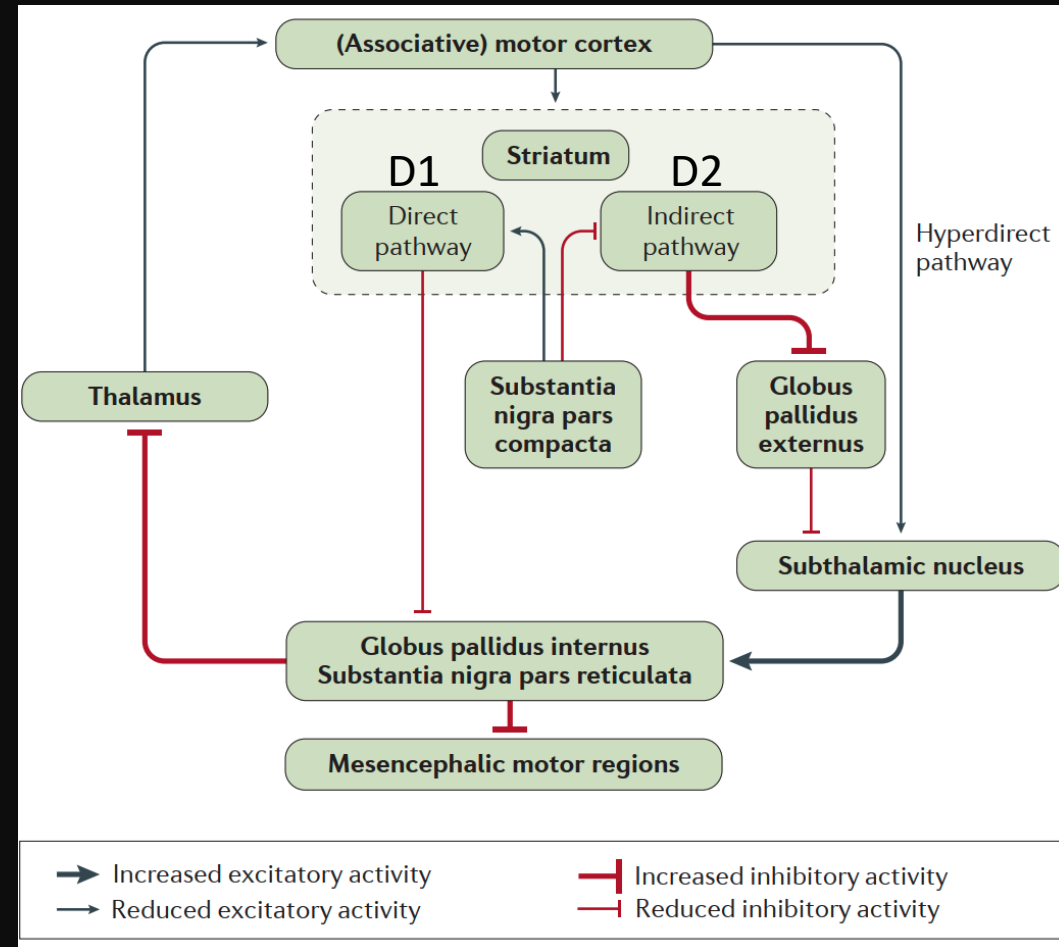 (Associative) motor cortex
Striatum
D1
D2
Direct
pathway
Indirect
pathway
Hyperdirect
pathway
Thalamus
Substantia
nigra pars
compacta
Globus
pallidus
externus
Subthalamic nucleus
Globus pallidus internus
Substantia nigra pars reticulata
Mesencephalic motor regions
Increased excitatory activity
Reduced excitatory activity
Increased inhibitory activity
Reduced inhibitory activity